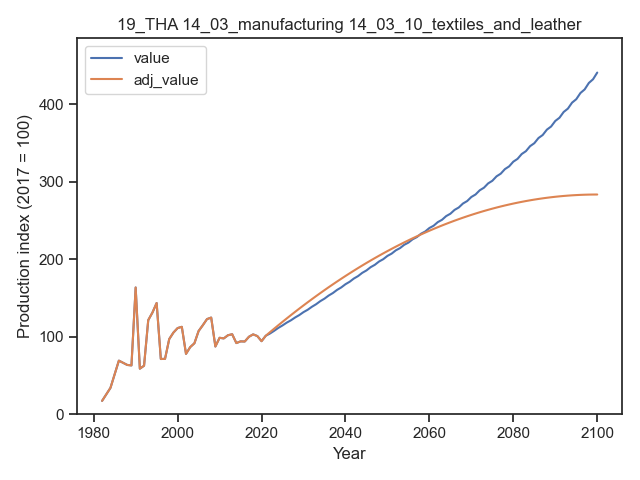 19_THA 14_03_manufacturing 14_03_10_textiles_and_leather
value
adj_value
Production index (2017 = 100)
400
300
200
100
0
1980 2000 2020 2040 2060 2080 2100
Year